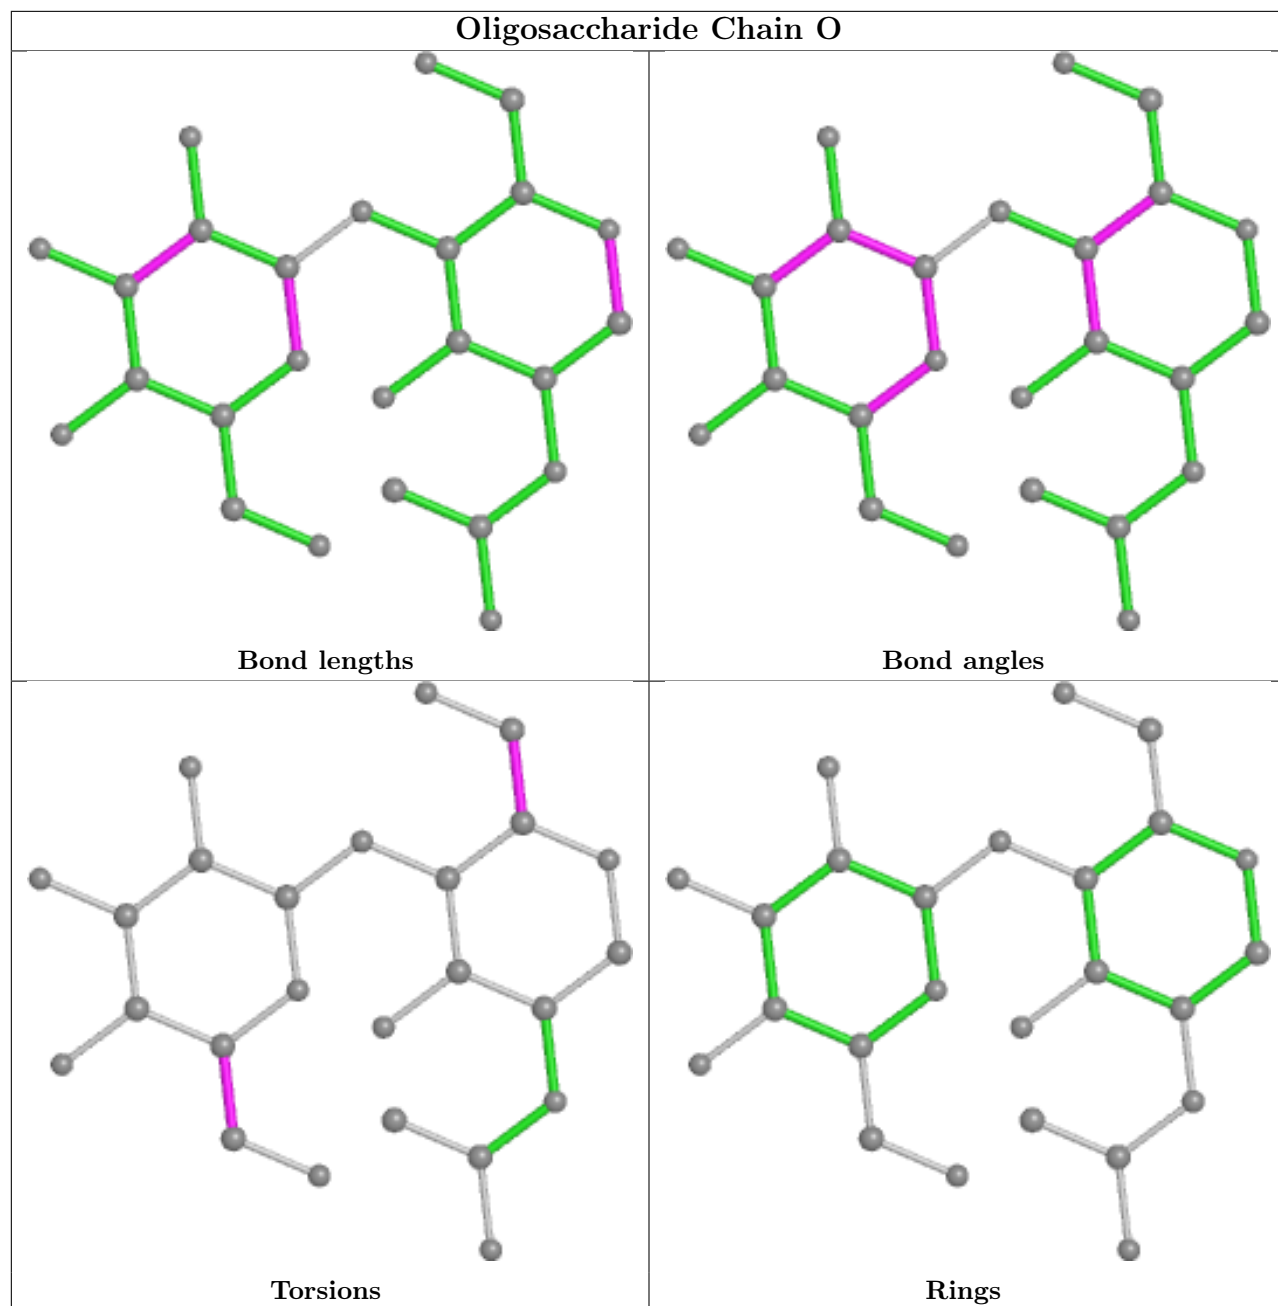 Oligosaccharide Chain O
Bond lengths
Bond angles
Torsions
Rings